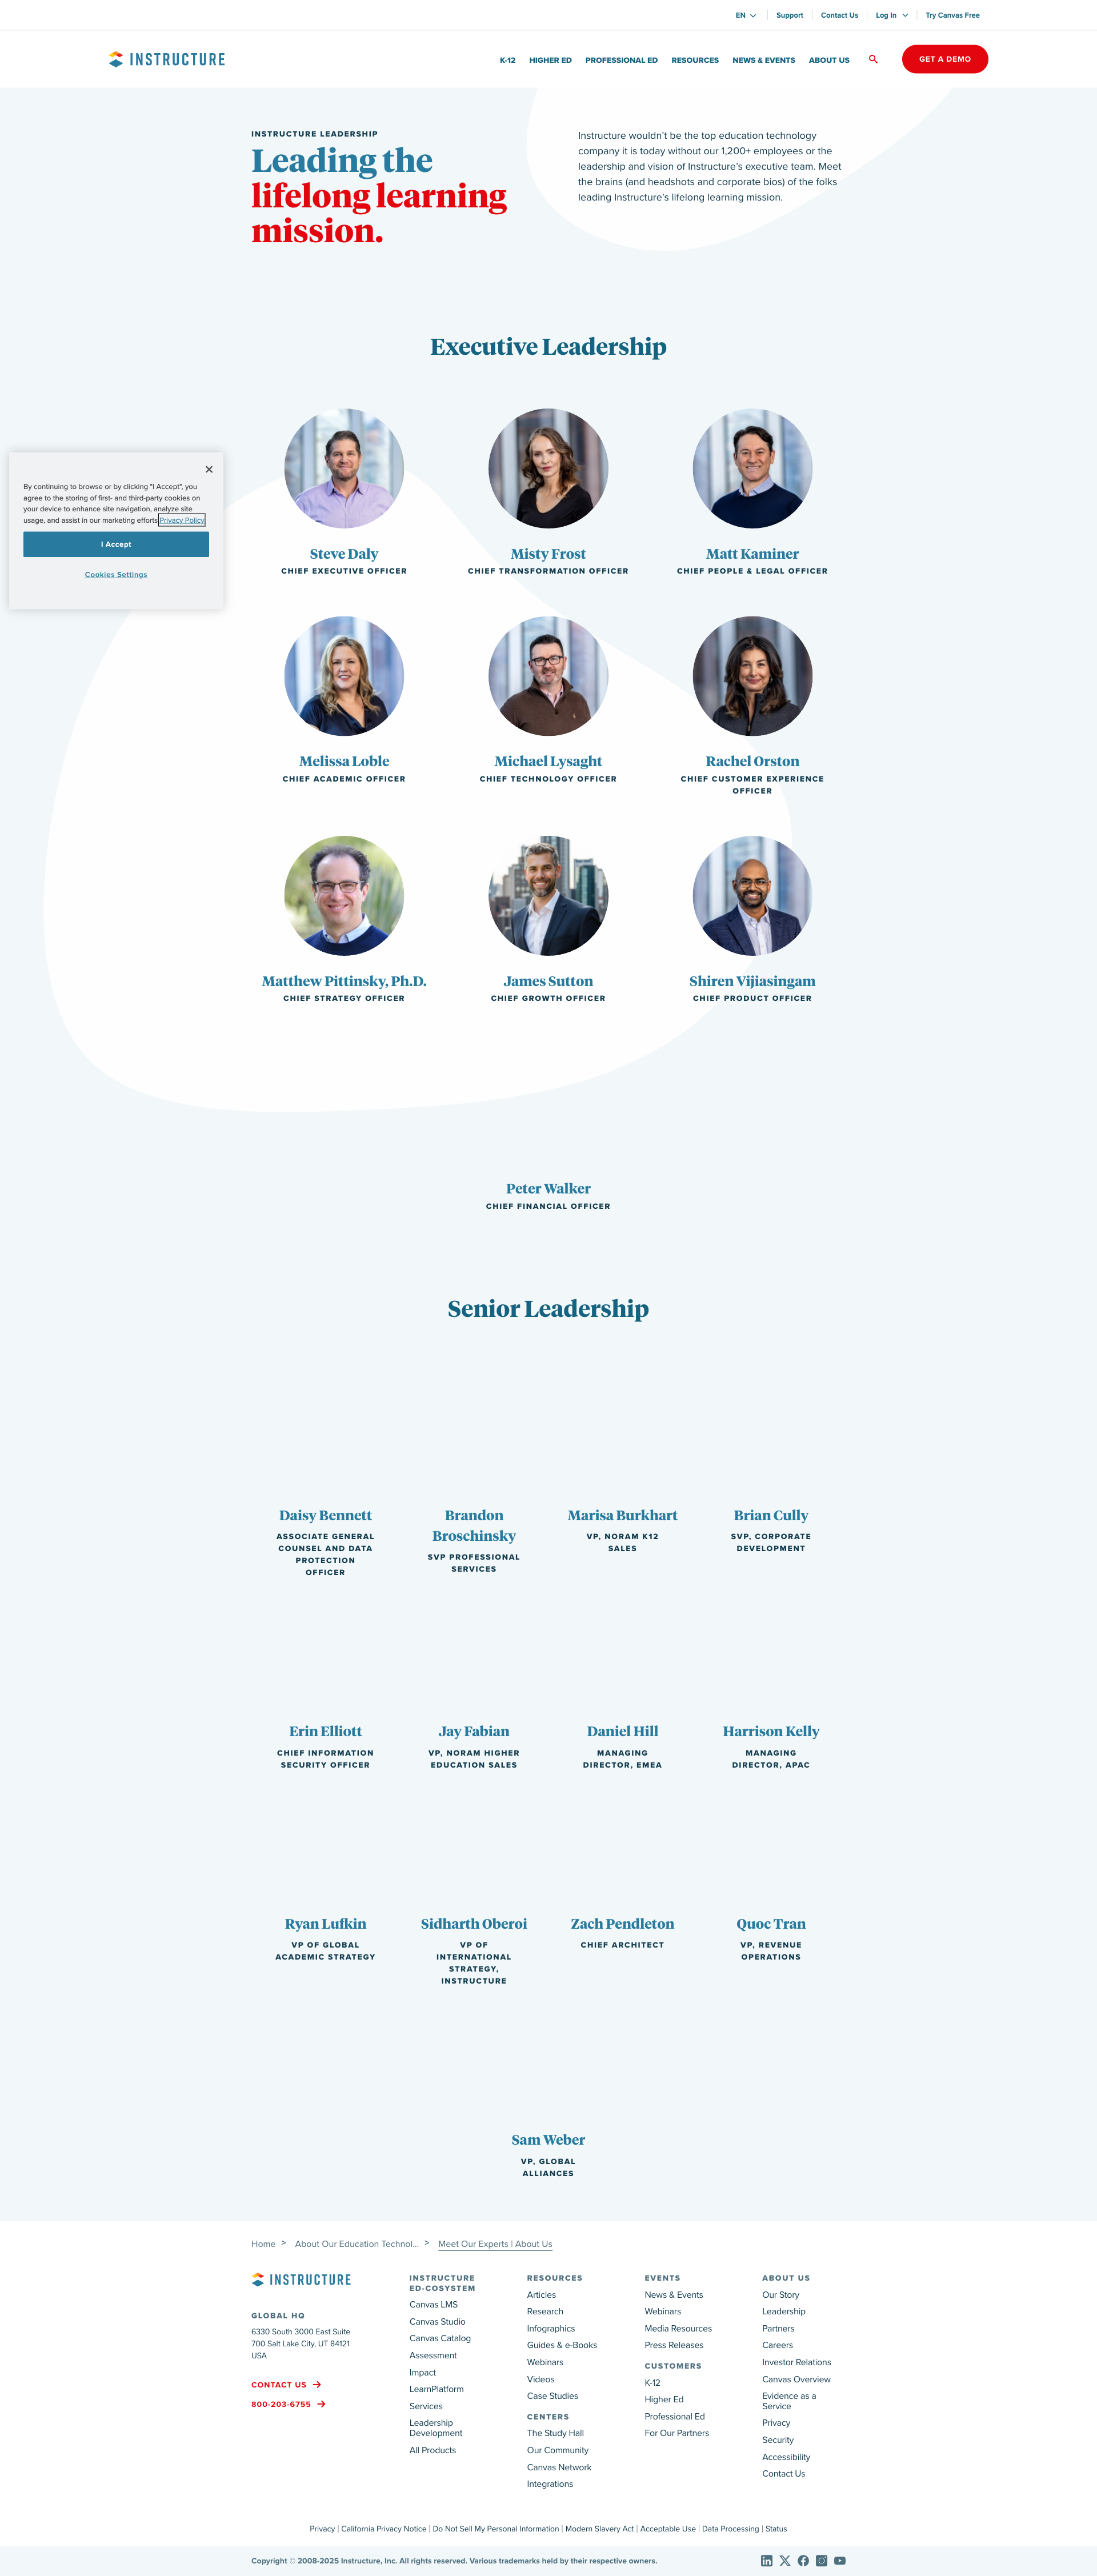 EN
Support
Contact Us
Log In
Try Canvas Free
INSTRUCTURE
K-12
HIGHER ED
PROFESSIONAL ED
RESOURCES
NEWS & EVENTS
ABOUT US
GET A DEMO
INSTRUCTURE LEADERSHIP
Leading the
lifelong learning
mission.
Instructure wouldn't be the top education technology
company it is today without our 1,200+ employees or the
leadership and vision of Instructure's executive team. Meet
the brains (and headshots and corporate bios) of the folks
leading Instructure's lifelong learning mission.
Executive Leadership
By continuing to browse or by clicking "I Accept", you
agree to the storing of first- and third-party cookies on
your device to enhance site navigation, analyze site
usage, and assist in our marketing efforts Privacy Policy
I Accept
Cookies Settings
Steve Daly
CHIEF EXECUTIVE OFFICER
Misty Frost
CHIEF TRANSFORMATION OFFICER
Matt Kaminer
CHIEF PEOPLE & LEGAL OFFICER
Melissa Loble
CHIEF ACADEMIC OFFICER
Michael Lysaght
CHIEF TECHNOLOGY OFFICER
Rachel Orston
CHIEF CUSTOMER EXPERIENCE
OFFICER
Matthew Pittinsky, Ph.D.
CHIEF STRATEGY OFFICER
James Sutton
CHIEF GROWTH OFFICER
Shiren Vijiasingam
CHIEF PRODUCT OFFICER
Peter Walker
CHIEF FINANCIAL OFFICER
Senior Leadership
Daisy Bennett
ASSOCIATE GENERAL
COUNSEL AND DATA
PROTECTION
OFFICER
Brandon
Broschinsky
SVP PROFESSIONAL
SERVICES
Marisa Burkhart
VP, NORAM K12
SALES
Brian Cully
SVP, CORPORATE
DEVELOPMENT
Erin Elliott
CHIEF INFORMATION
SECURITY OFFICER
Jay Fabian
VP, NORAM HIGHER
EDUCATION SALES
Daniel Hill
MANAGING
DIRECTOR, EMEA
Harrison Kelly
MANAGING
DIRECTOR, APAC
Ryan Lufkin
VP OF GLOBAL
ACADEMIC STRATEGY
Sidharth Oberoi
VP OF
INTERNATIONAL
STRATEGY,
INSTRUCTURE
Zach Pendleton
CHIEF ARCHITECT
Quoc Tran
VP, REVENUE
OPERATIONS
Sam Weber
VP, GLOBAL
ALLIANCES
Home > About Our Education Technol... > Meet Our Experts | About Us
INSTRUCTURE
GLOBAL HQ
6330 South 3000 East Suite
700 Salt Lake City, UT 84121
USA
CONTACT US
800-203-6755
INSTRUCTURE
ED-COSYSTEM
Canvas LMS
Canvas Studio
Canvas Catalog
Assessment
Impact
LearnPlatform
Services
Leadership
Development
All Products
RESOURCES
Articles
Research
Infographics
Guides & e-Books
Webinars
Videos
Case Studies
CENTERS
The Study Hall
Our Community
Canvas Network
Integrations
EVENTS
News & Events
Webinars
Media Resources
Press Releases
CUSTOMERS
K-12
Higher Ed
Professional Ed
For Our Partners
ABOUT US
Our Story
Leadership
Partners
Careers
Investor Relations
Canvas Overview
Evidence as a
Service
Privacy
Security
Accessibility
Contact Us
Privacy | California Privacy Notice | Do Not Sell My Personal Information | Modern Slavery Act | Acceptable Use | Data Processing | Status
Copyright © 2008-2025 Instructure, Inc. All rights reserved. Various trademarks held by their respective owners.